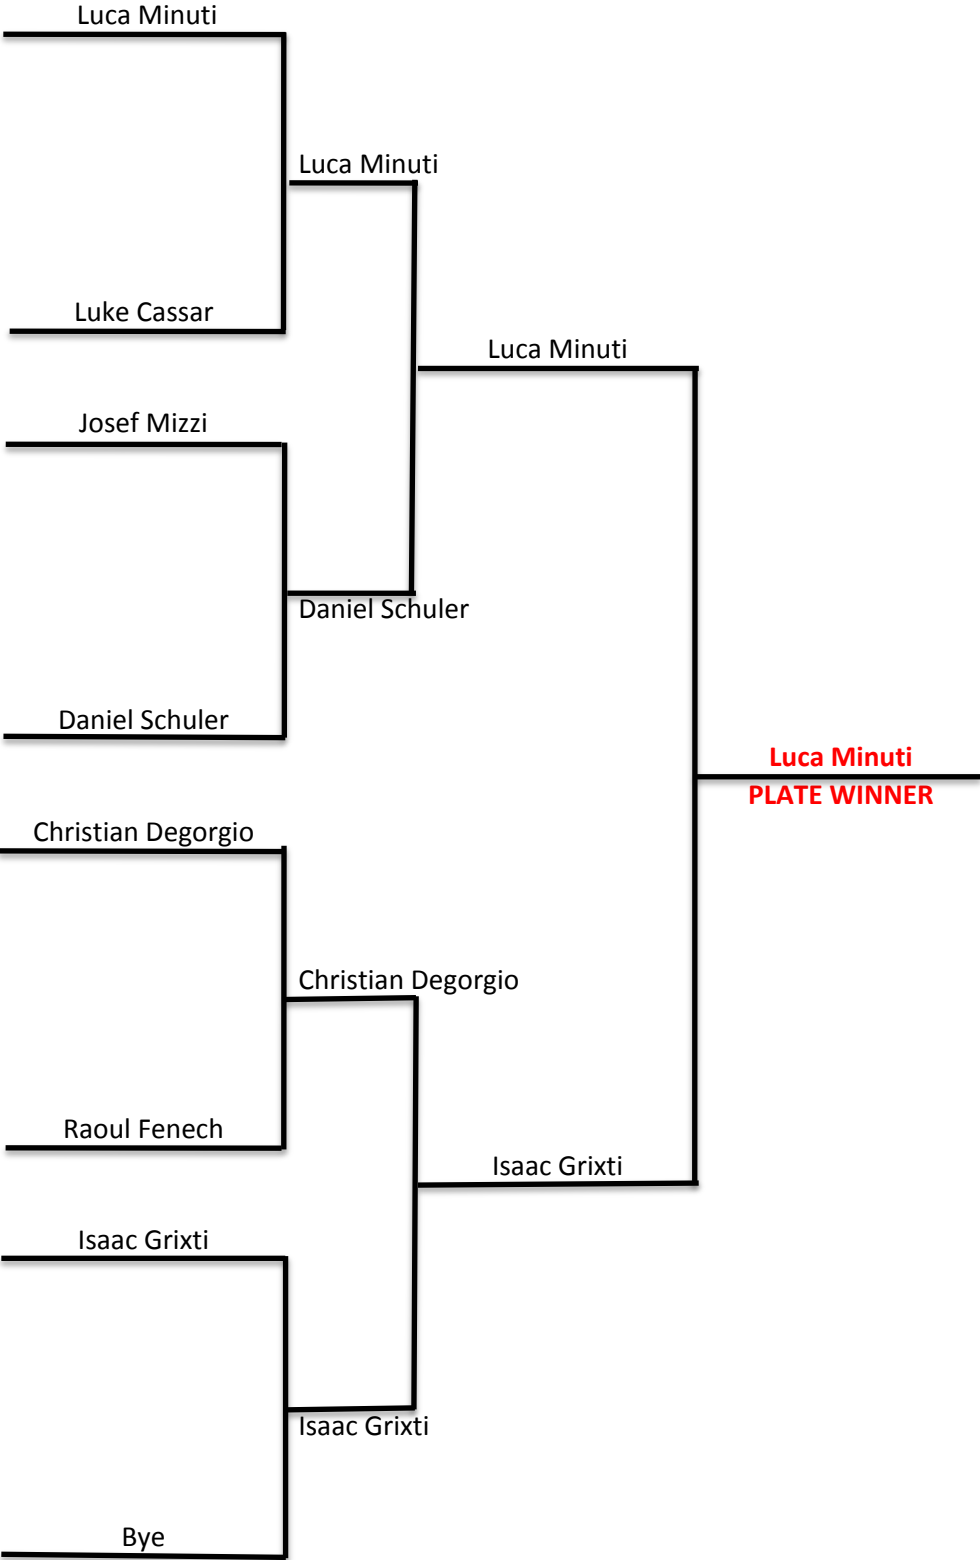 Luca Minuti
Luca Minuti
Luke Cassar
Luca Minuti
Josef Mizzi
Daniel Schuler
Daniel Schuler
Luca Minuti
PLATE WINNER
Christian Degorgio
Christian Degorgio
Raoul Fenech
Isaac Grixti
Isaac Grixti
Isaac Grixti
Bye